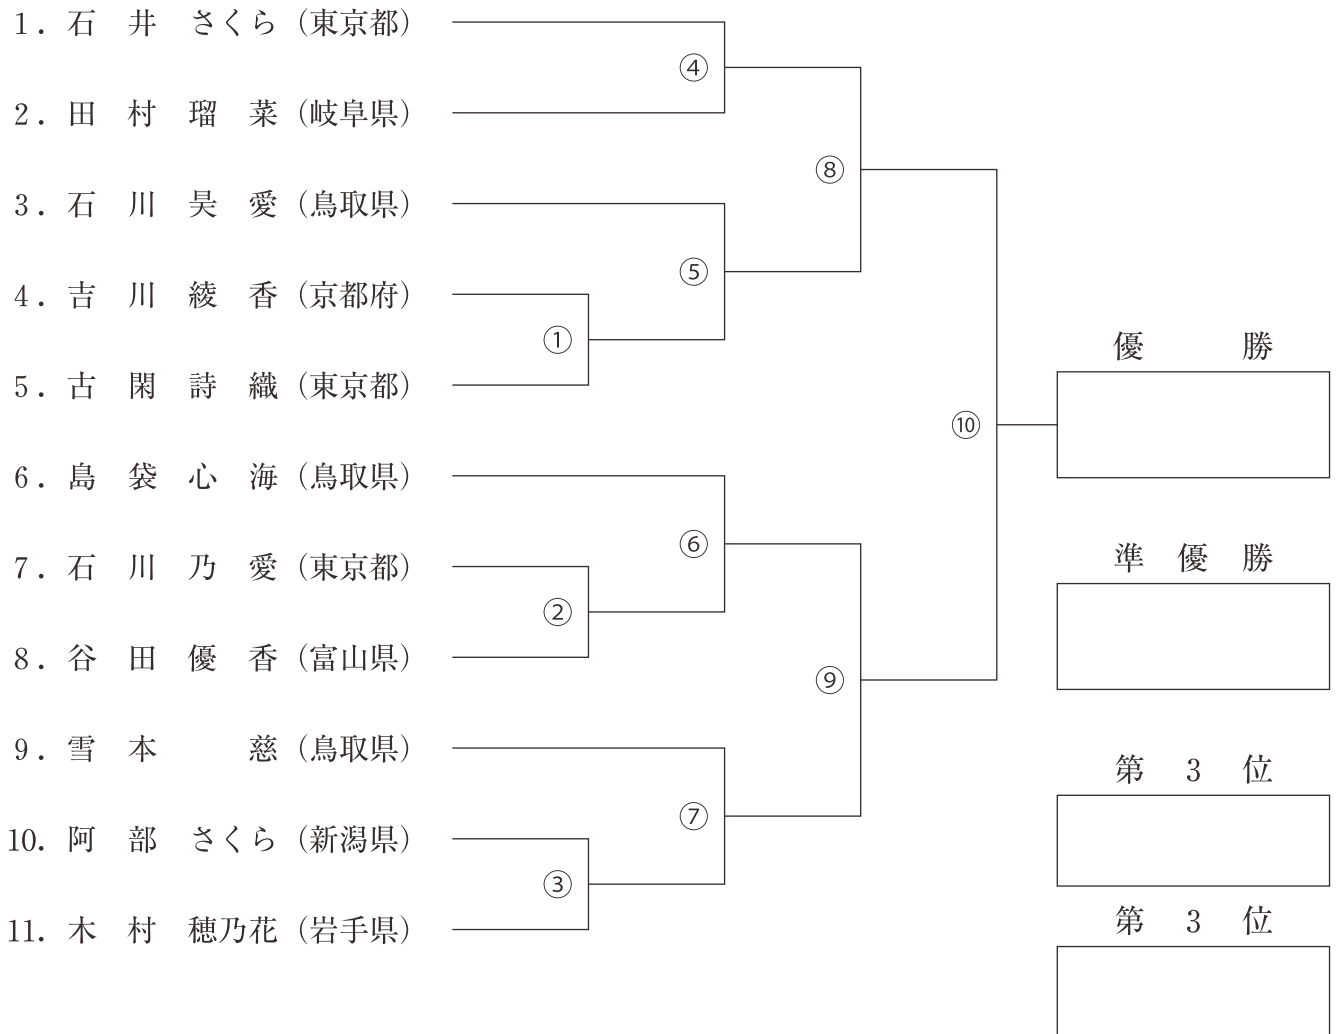 1．石　井　さくら（東京都）
④
2．田　村　瑠　菜（岐阜県）
⑧
3．石　川　昊　愛（鳥取県）
⑤
4．吉　川　綾　香（京都府）
①
5．古　閑　詩　織（東京都）
⑩
優　勝
6．島　袋　心　海（鳥取県）
⑥
7．石　川　乃　愛（東京都）
②
8．谷　田　優　香（富山県）
⑨
準　優　勝
9．雪　本　　　慈（鳥取県）
⑦
10．阿　部　さくら（新潟県）
③
11．木　村　穂乃花（岩手県）
第　3　位
第　3　位